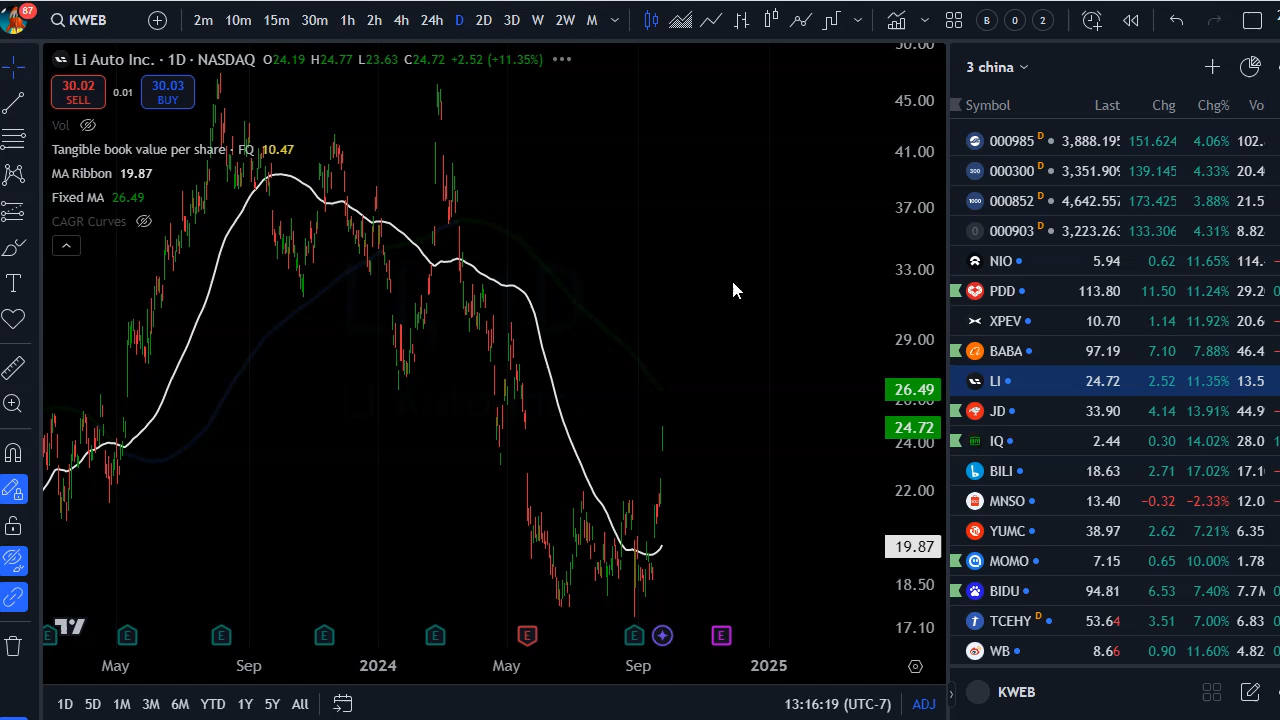 87 KWEB 2m 10m 15m 30m 1h 2h 4h 24h D 2D 3D W 2W M B 0 2
Li Auto Inc. · 1D · NASDAQ O24.19 H24.77 L23.63 C24.72 +2.52 (+11.35%)
30.02 SELL 0.01 30.03 BUY
Vol
Tangible book value per share · FQ 10.47
MA Ribbon 19.87
Fixed MA 26.49
CAGR Curves
50.00
45.00
41.00
37.00
33.00
29.00
26.49
26.00
24.72
24.00
22.00
19.87
18.50
17.10
E E E E E E E E
May Sep 2024 May Sep 2025
1D 5D 1M 3M 6M YTD 1Y 5Y All 13:16:19 (UTC-7) ADJ
3 china
Symbol Last Chg Chg% Vo
000985 D 3,888.195 151.624 4.06% 102.
300 000300 D 3,351.909 139.145 4.33% 20.4
1000 000852 D 4,642.557 173.425 3.88% 21.5
0 000903 D 3,223.263 133.306 4.31% 8.82
NIO 5.94 0.62 11.65% 114.
PDD 113.80 11.50 11.24% 29.2
XPEV 10.70 1.14 11.92% 20.6
BABA 97.19 7.10 7.88% 46.4
LI 24.72 2.52 11.35% 13.5
JD 33.90 4.14 13.91% 44.9
IQ 2.44 0.30 14.02% 28.0
BILI 18.63 2.71 17.02% 17.1
MNSO 13.40 −0.32 −2.33% 12.0
YUMC 38.97 2.62 7.21% 6.35
MOMO 7.15 0.65 10.00% 1.78
BIDU 94.81 6.53 7.40% 7.7
TCEHY D 53.64 3.51 7.00% 6.83
WB 8.66 0.90 11.60% 4.82
KWEB